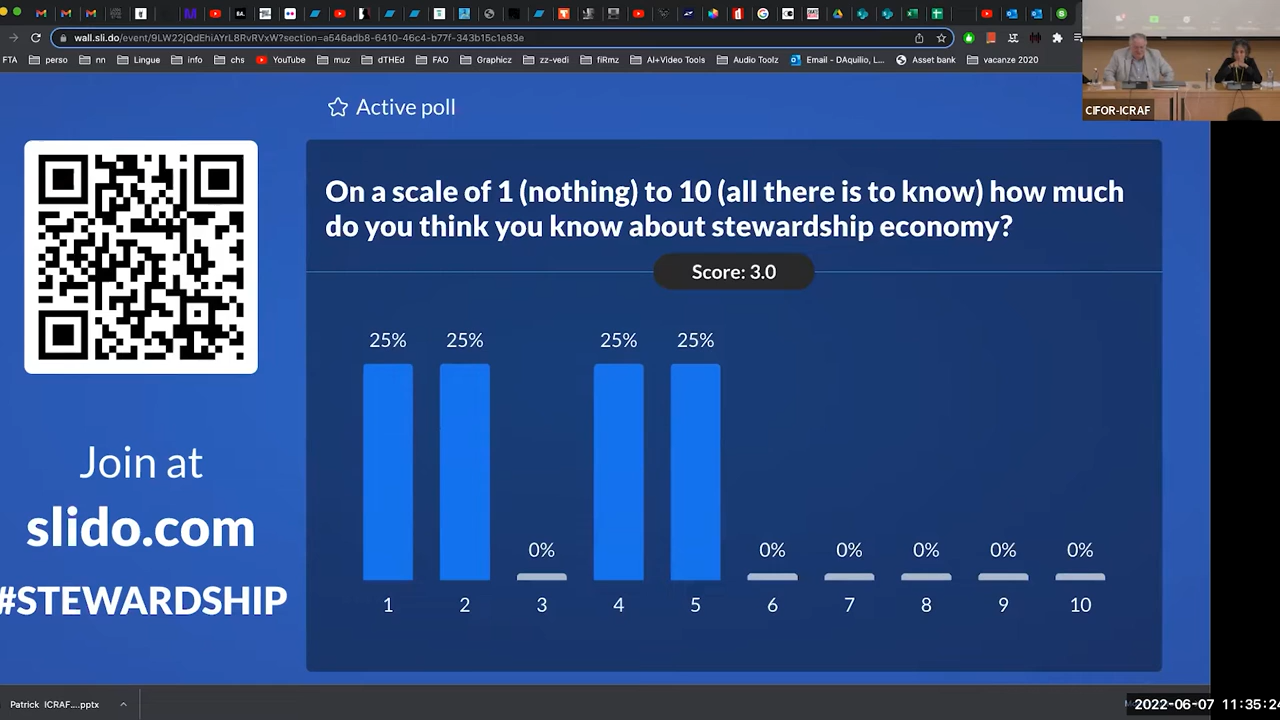 wall.sli.do/event/9LW22jQdEhiAYrL8RvRVxW?section=a646adb8-6410-46c4-b77f-343b15c1e83e
FTA perso nn Lingue info chs YouTube muz dTHEd FAO Graphicz zz-vedi fiRmz AI+Video Tools Audio Toolz Email - DAquilio, L... Asset bank vacanze 2020
CIFOR-ICRAF
Active poll
On a scale of 1 (nothing) to 10 (all there is to know) how much
do you think you know about stewardship economy?
Score: 3.0
25% 25% 0% 25% 25% 0% 0% 0% 0% 0%
1 2 3 4 5 6 7 8 9 10
Join at
slido.com
#STEWARDSHIP
Patrick ICRAF....pptx
2022-06-07 11:35:24